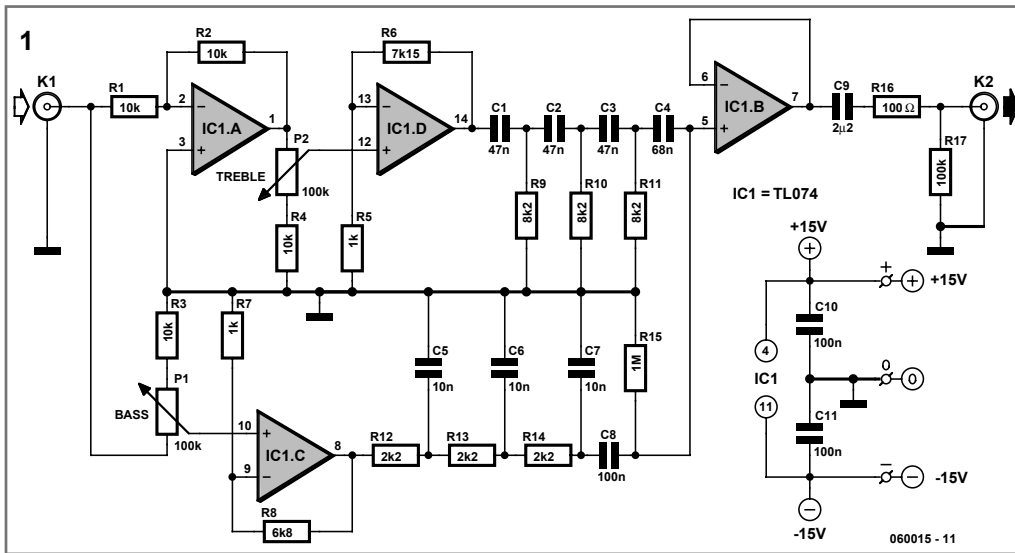 1
K1
R1
10k
R2
10k
2
−
IC1.A
3
+
1
P2
TREBLE
100k
R4
10k
R6
7k15
13
−
IC1.D
12
+
14
R5
1k
C1
47n
C2
47n
C3
47n
C4
68n
R9
8k2
R10
8k2
R11
8k2
6
−
IC1.B
5
+
7
C9
2µ2
R16
100Ω
K2
R17
100k
IC1 = TL074
R3
10k
R7
1k
P1
BASS
100k
10
+
IC1.C
9
−
8
R8
6k8
R12
2k2
R13
2k2
R14
2k2
C5
10n
C6
10n
C7
10n
R15
1M
C8
100n
+15V
+
+
+
+15V
C10
100n
4
IC1
11
0
0
C11
100n
−
−
-15V
−
-15V
060015 - 11